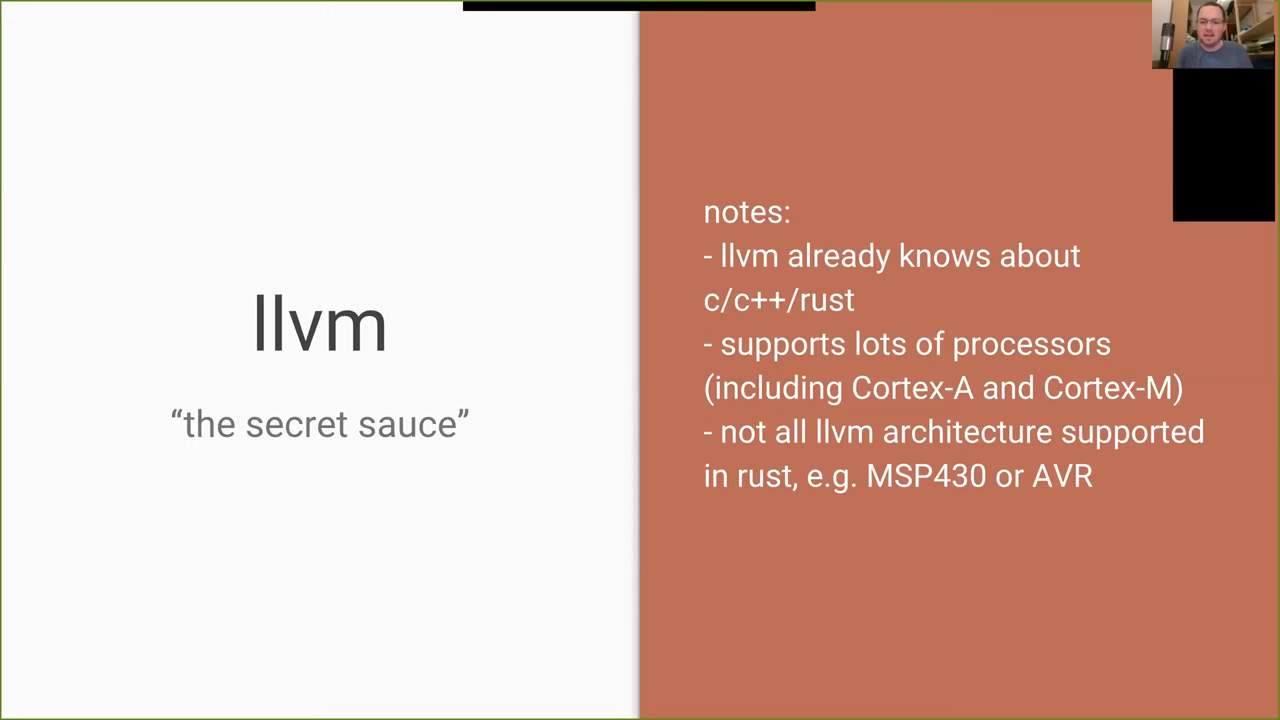 llvm
“the secret sauce”
notes:
- llvm already knows about
c/c++/rust
- supports lots of processors
(including Cortex-A and Cortex-M)
- not all llvm architecture supported
in rust, e.g. MSP430 or AVR